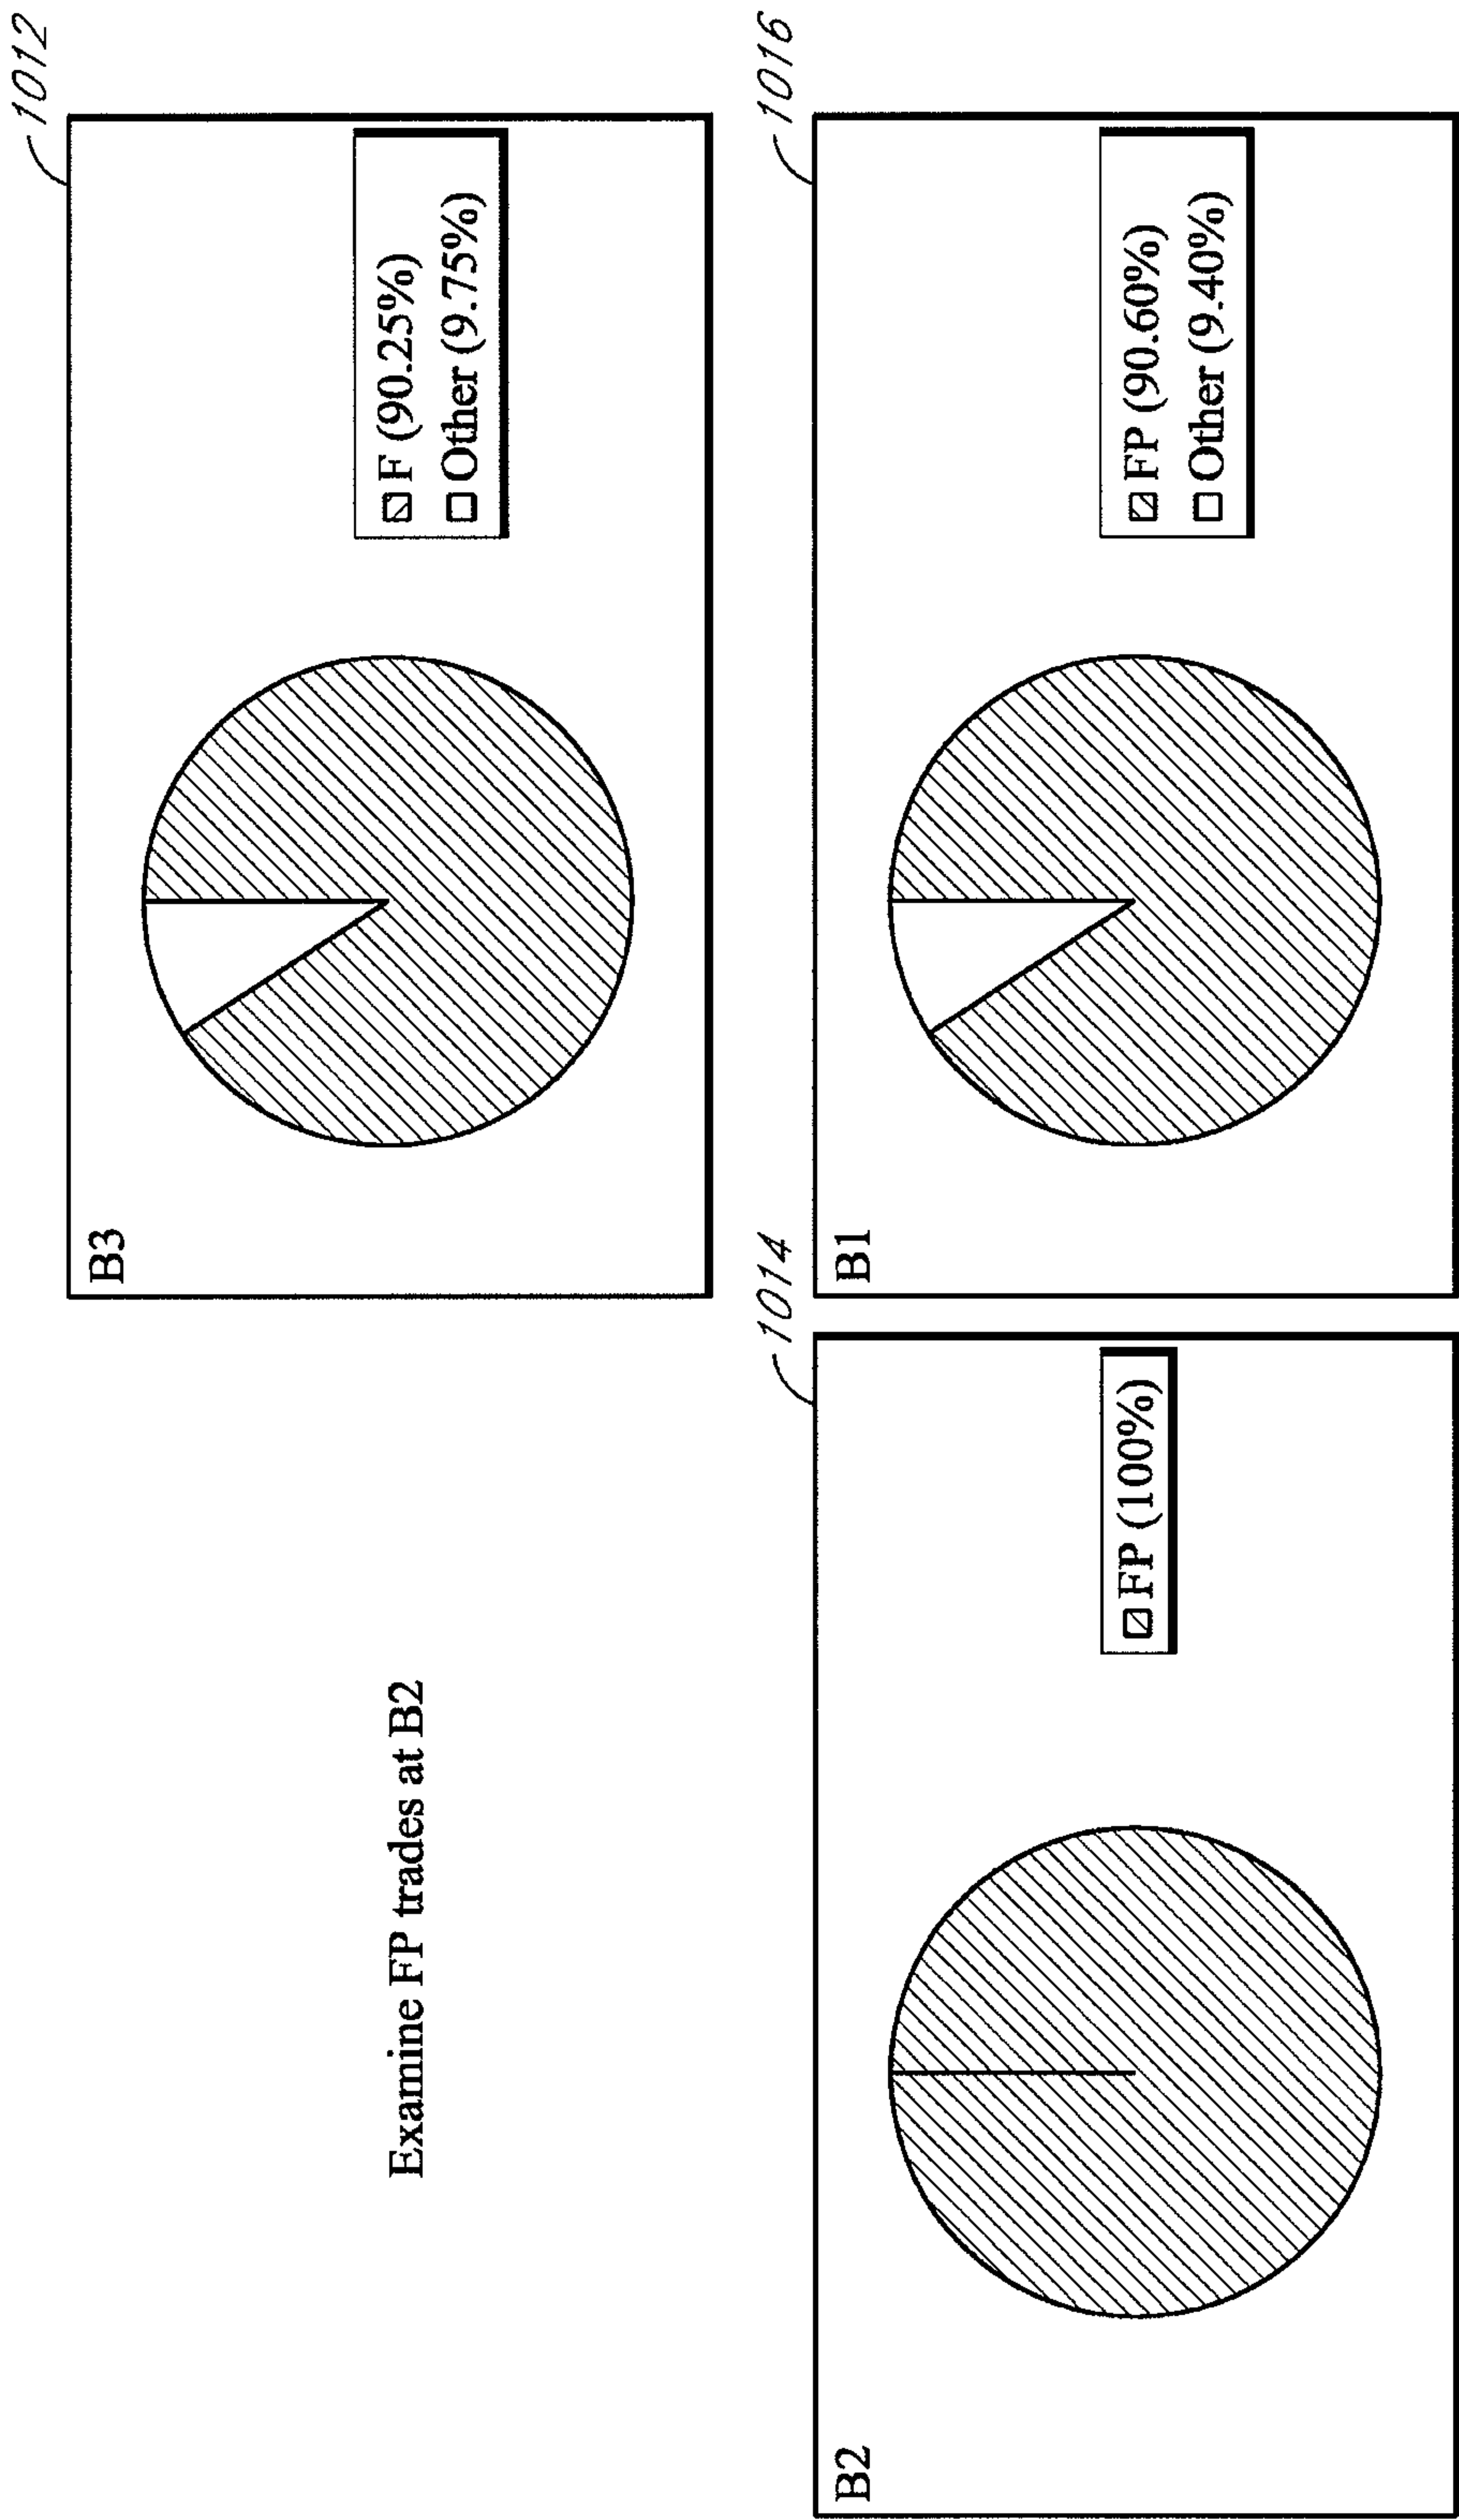 Examine FP trades at B2
1012
B3
F (90.25%)
Other (9.75%)
1014
B2
FP (100%)
1016
B1
FP (90.60%)
Other (9.40%)